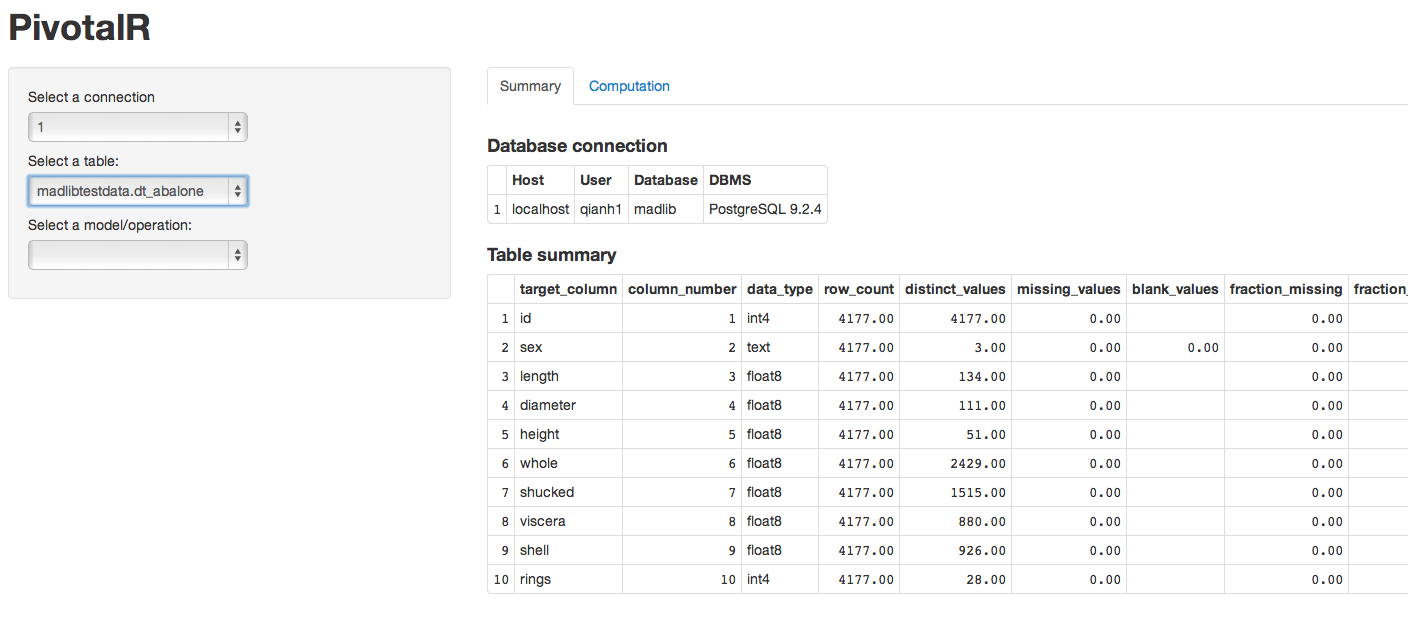 PivotalR
Select a connection
1
Select a table:
madlibtestdata.dt_abalone
Select a model/operation:
Summary Computation
Database connection
Host User Database DBMS
1 localhost qianh1 madlib PostgreSQL 9.2.4
Table summary
target_column column_number data_type row_count distinct_values missing_values blank_values fraction_missing fraction_
1 id 1 int4 4177.00 4177.00 0.00 0.00
2 sex 2 text 4177.00 3.00 0.00 0.00 0.00
3 length 3 float8 4177.00 134.00 0.00 0.00
4 diameter 4 float8 4177.00 111.00 0.00 0.00
5 height 5 float8 4177.00 51.00 0.00 0.00
6 whole 6 float8 4177.00 2429.00 0.00 0.00
7 shucked 7 float8 4177.00 1515.00 0.00 0.00
8 viscera 8 float8 4177.00 880.00 0.00 0.00
9 shell 9 float8 4177.00 926.00 0.00 0.00
10 rings 10 int4 4177.00 28.00 0.00 0.00